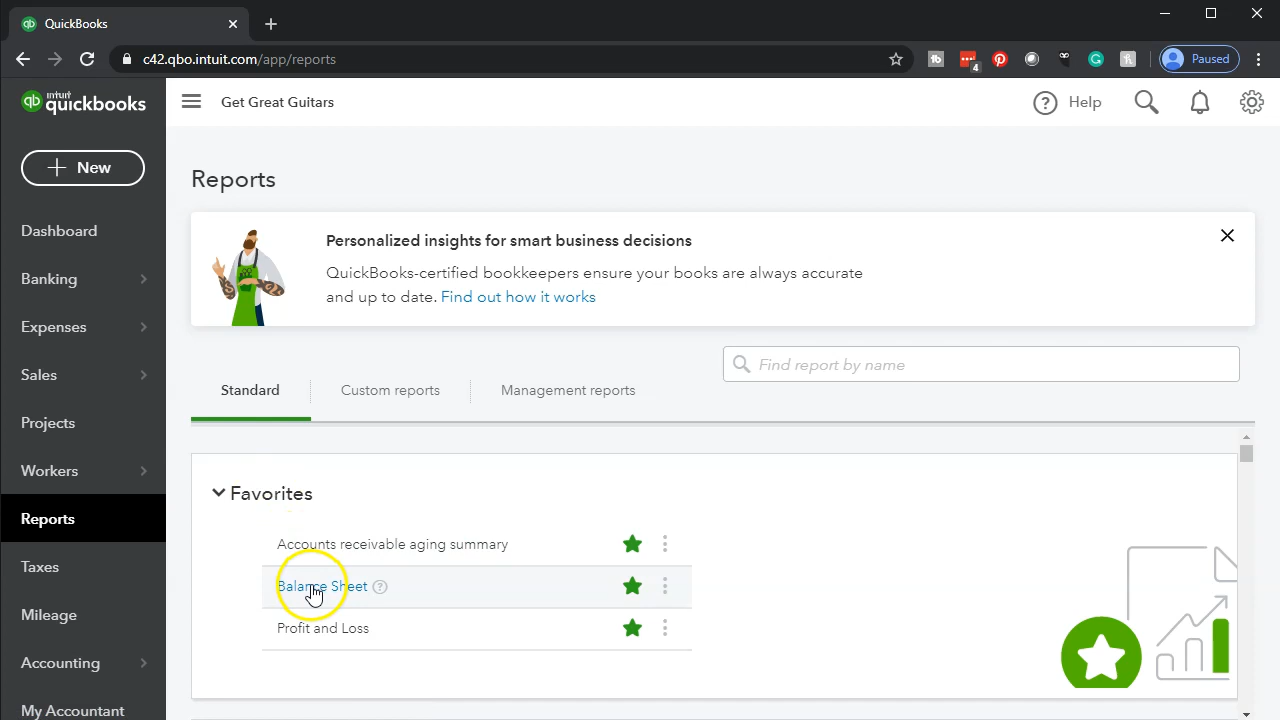 QuickBooks
c42.qbo.intuit.com/app/reports
4
Paused
intuit
quickbooks
Get Great Guitars
Help
New
Reports
Dashboard
Personalized insights for smart business decisions
QuickBooks-certified bookkeepers ensure your books are always accurate
and up to date. Find out how it works
Banking
Expenses
Sales
Find report by name
Standard
Custom reports
Management reports
Projects
Workers
Reports
Favorites
Accounts receivable aging summary
Balance Sheet
Profit and Loss
Taxes
Mileage
Accounting
My Accountant